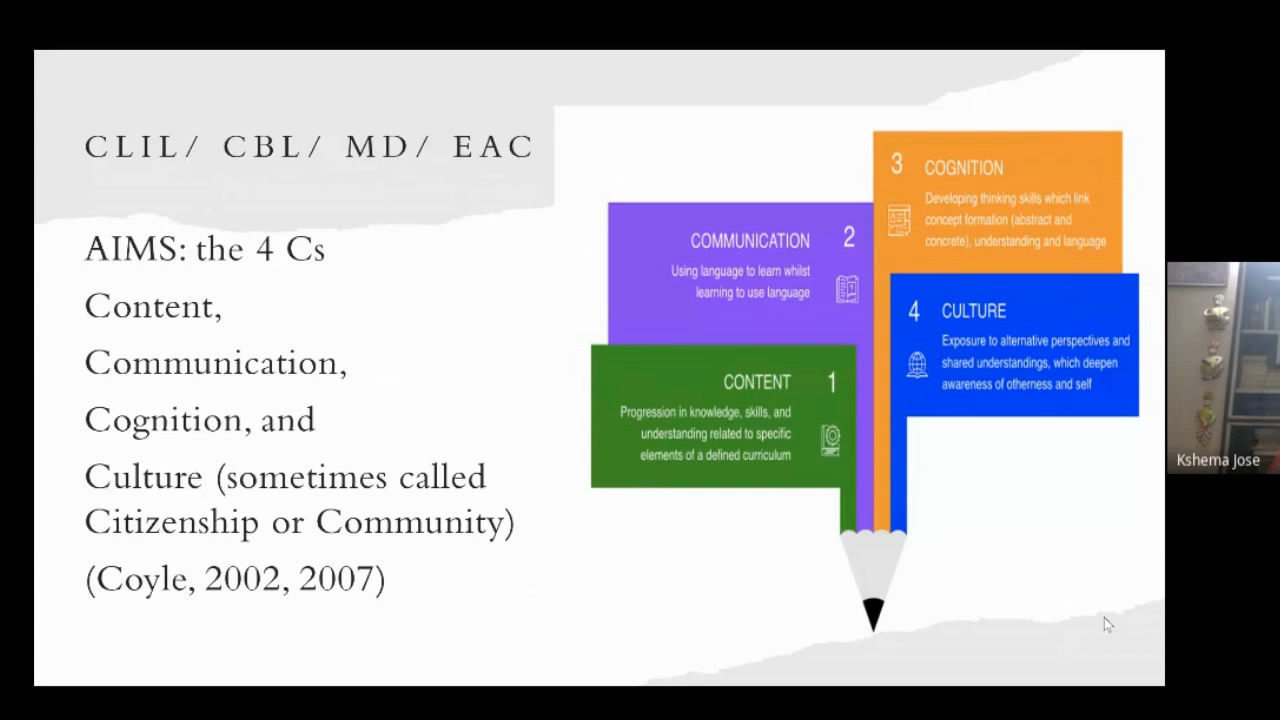 CLIL/ CBL/ MD/ EAC
AIMS: the 4 Cs
Content,
Communication,
Cognition, and
Culture (sometimes called
Citizenship or Community)
(Coyle, 2002, 2007)
3 COGNITION
Developing thinking skills which link
concept formation (abstract and
concrete), understanding and language
COMMUNICATION 2
Using language to learn whilst
learning to use language
4 CULTURE
Exposure to alternative perspectives and
shared understandings, which deepen
awareness of otherness and self
CONTENT 1
Progression in knowledge, skills, and
understanding related to specific
elements of a defined curriculum
Kshema Jose